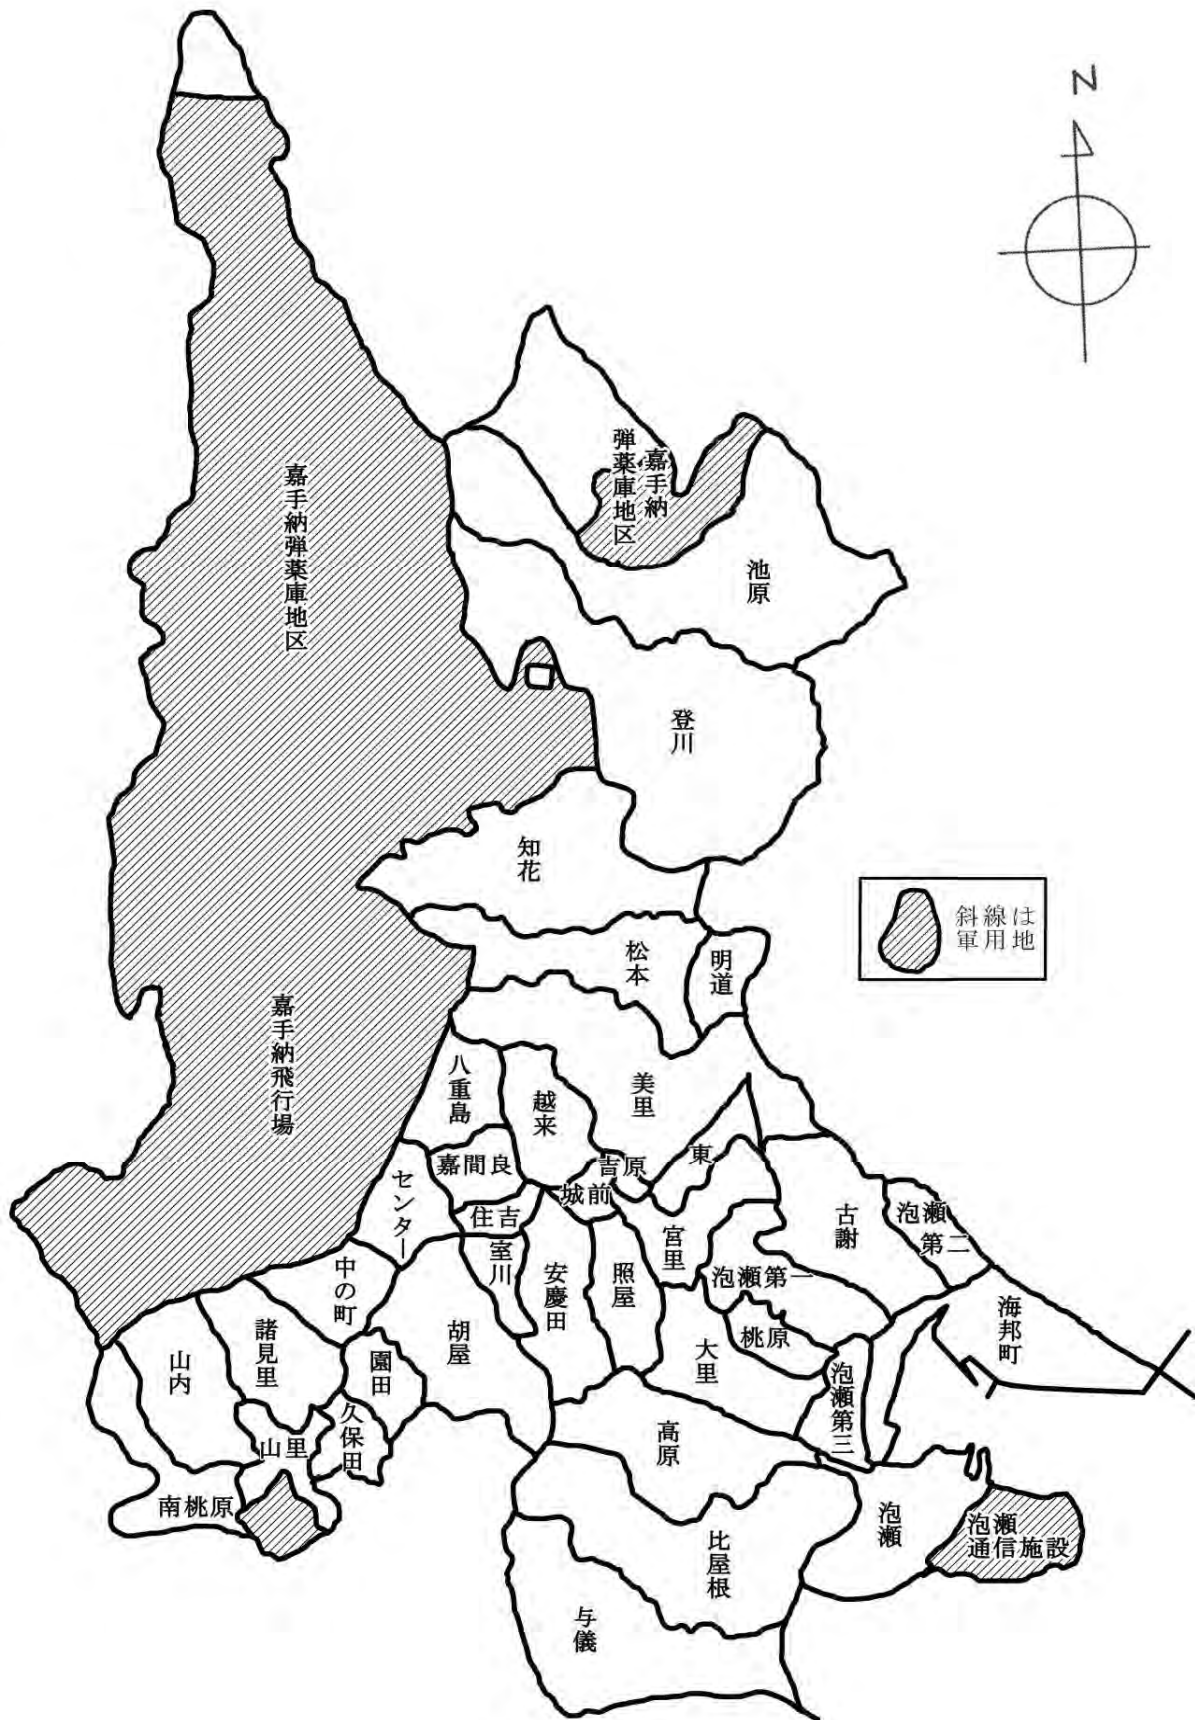 N
嘉手納弾薬庫地区
嘉手納
弾薬庫地区
池原
登川
知花
斜線は
軍用地
松本
明道
嘉手納飛行場
八重島
越来
美里
嘉間良
吉原
東
城前
センター
住吉
室川
宮里
古謝
泡瀬
第二
中の町
安慶田
照屋
泡瀬第一
海邦町
諸見里
胡屋
桃原
山内
園田
大里
泡瀬第三
久保田
山里
高原
南桃原
泡瀬
泡瀬
通信施設
比屋根
与儀